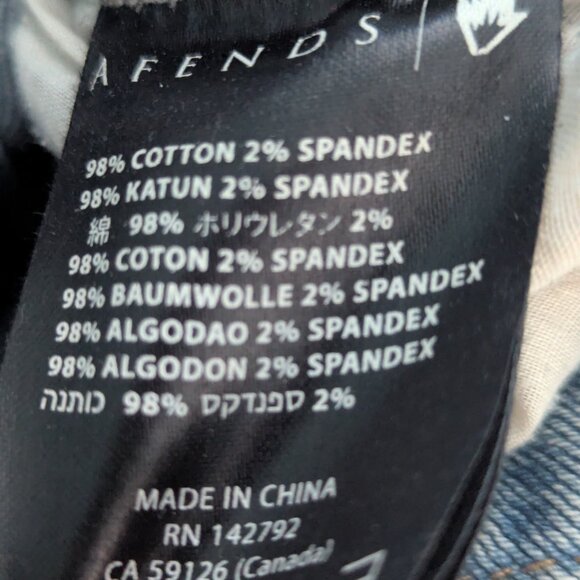 AFENDS
98% COTTON 2% SPANDEX
98% KATUN 2% SPANDEX
綿 98% ポリウレタン 2%
98% COTON 2% SPANDEX
98% BAUMWOLLE 2% SPANDEX
98% ALGODAO 2% SPANDEX
98% ALGODON 2% SPANDEX
כותנה 98% ספנדקס 2%
MADE IN CHINA
RN 142792
CA 59126 (Canada)